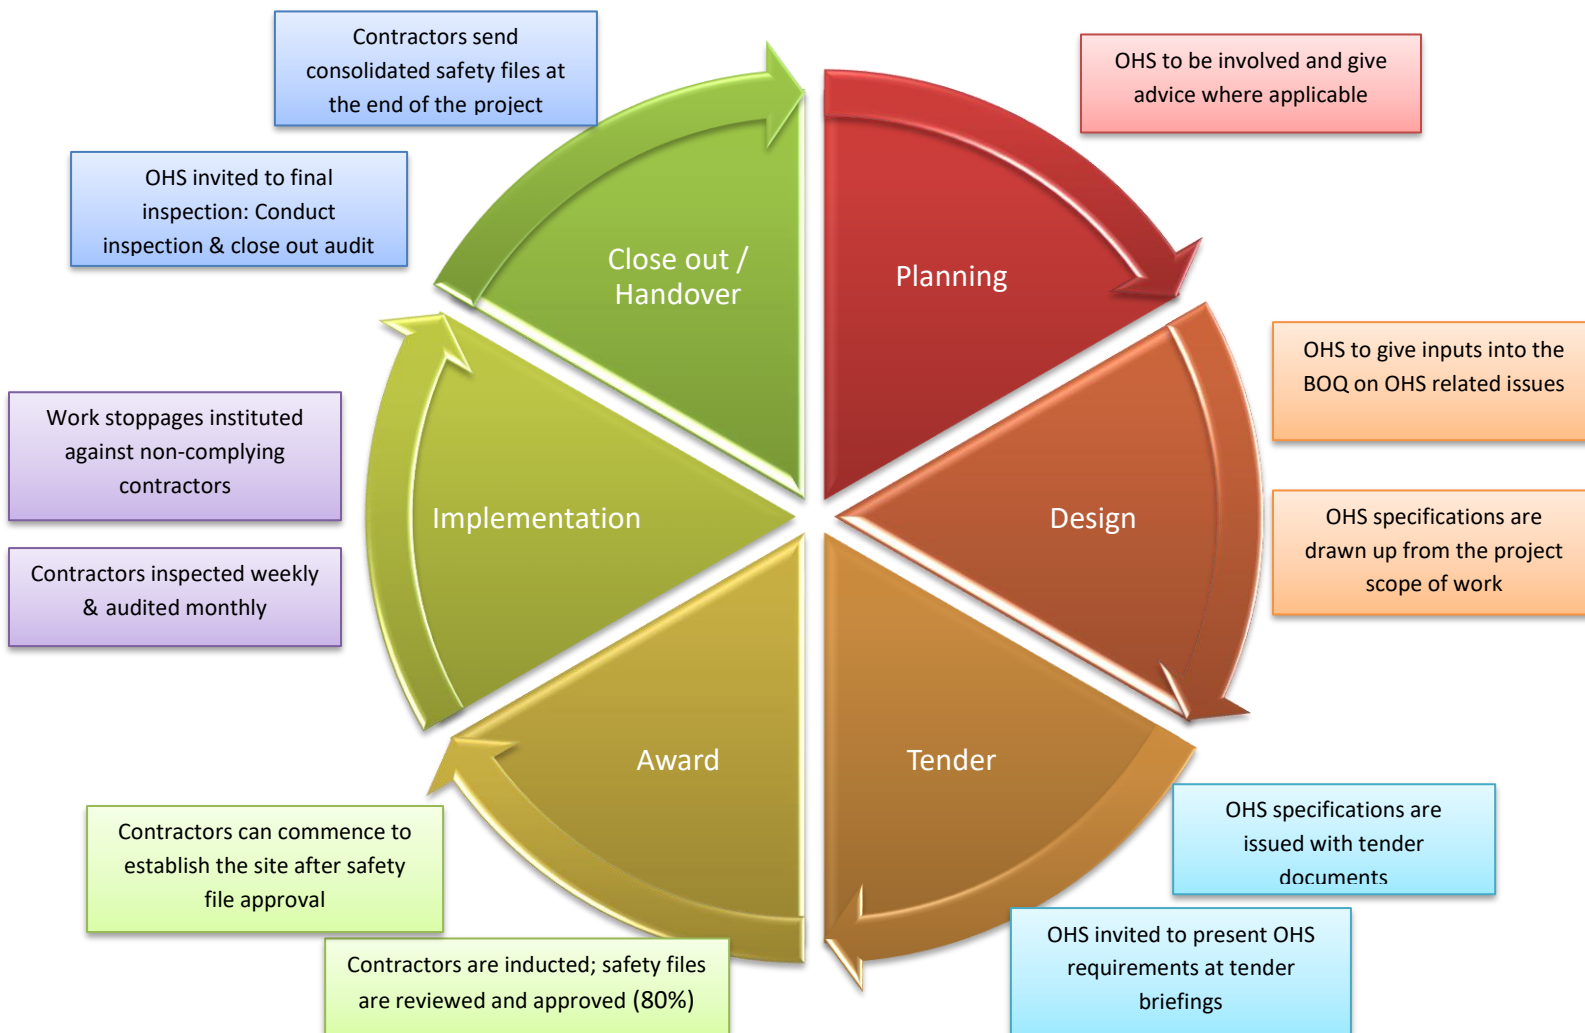 Contractors send
consolidated safety files at
the end of the project
OHS to be involved and give
advice where applicable
OHS invited to final
inspection: Conduct
inspection & close out audit
Close out /
Handover
Planning
OHS to give inputs into the
BOQ on OHS related issues
Work stoppages instituted
against non-complying
contractors
Implementation
Design
OHS specifications are
drawn up from the project
scope of work
Contractors inspected weekly
& audited monthly
Award
Tender
OHS specifications are
issued with tender
documents
Contractors can commence to
establish the site after safety
file approval
OHS invited to present OHS
requirements at tender
briefings
Contractors are inducted; safety files
are reviewed and approved (80%)